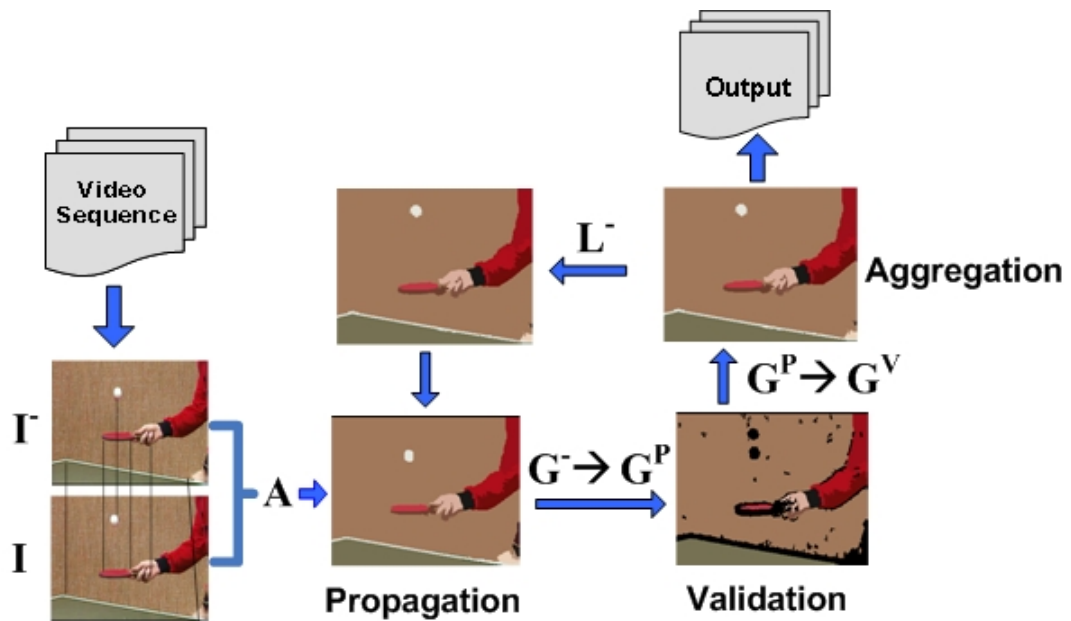 Output
Video
Sequence
L⁻
Aggregation
Gᴾ→ Gⱽ
I⁻
G⁻→ Gᴾ
A
I
Propagation
Validation